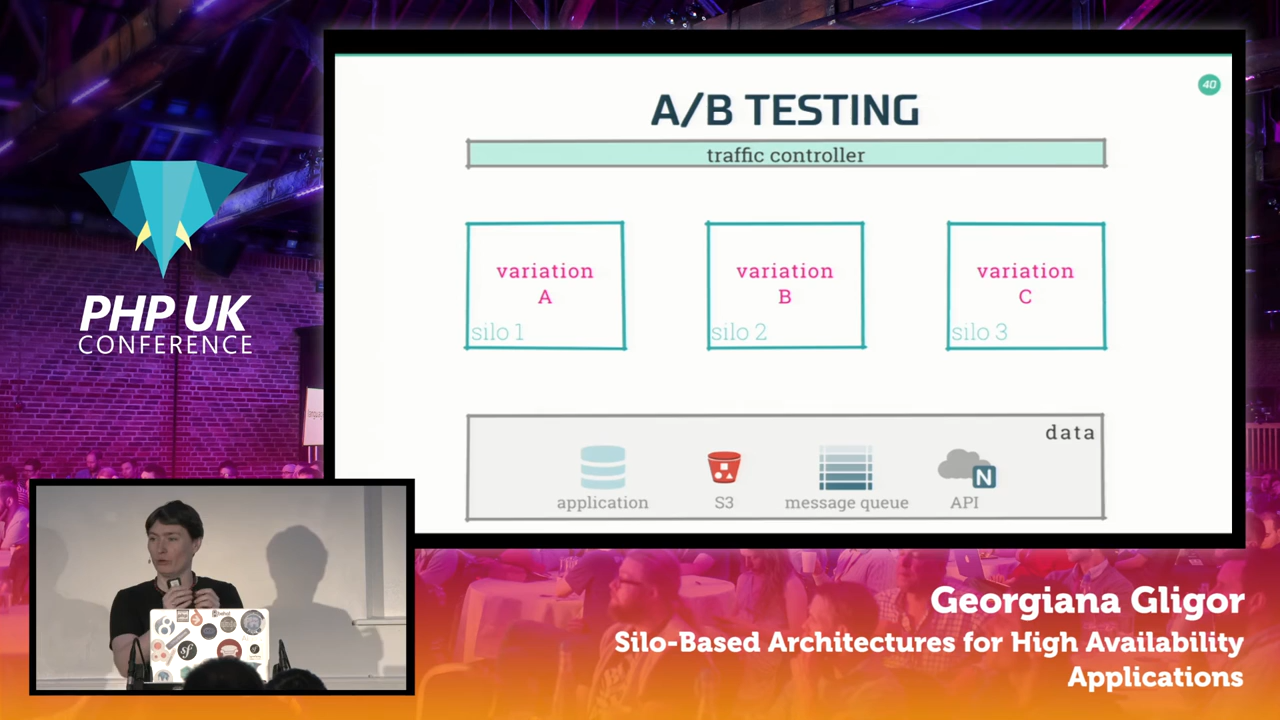 40
A/B TESTING
traffic controller
variation
A
silo 1
variation
B
silo 2
variation
C
silo 3
data
application
S3
message queue
N
API
PHP UK
CONFERENCE
sf
Georgiana Gligor
Silo-Based Architectures for High Availability
Applications